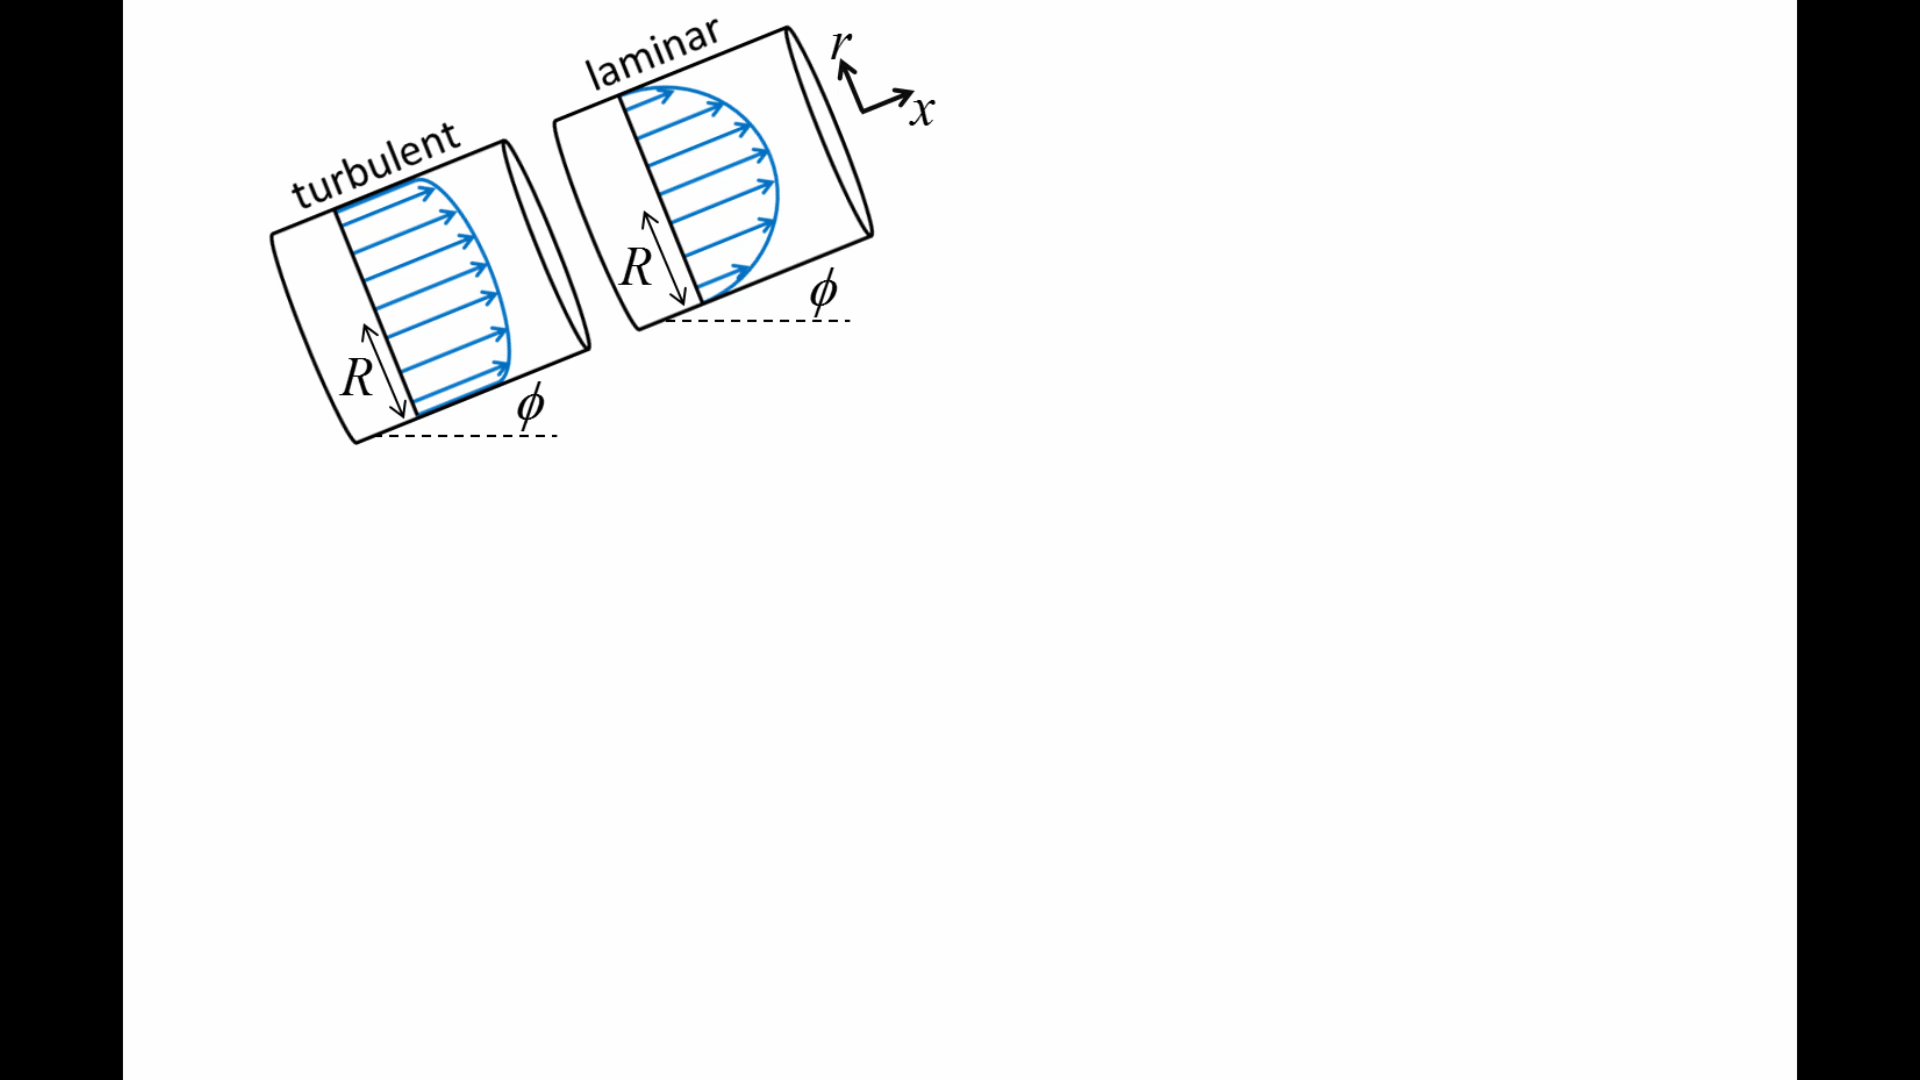 turbulent
R
ϕ
laminar
R
ϕ
r
x